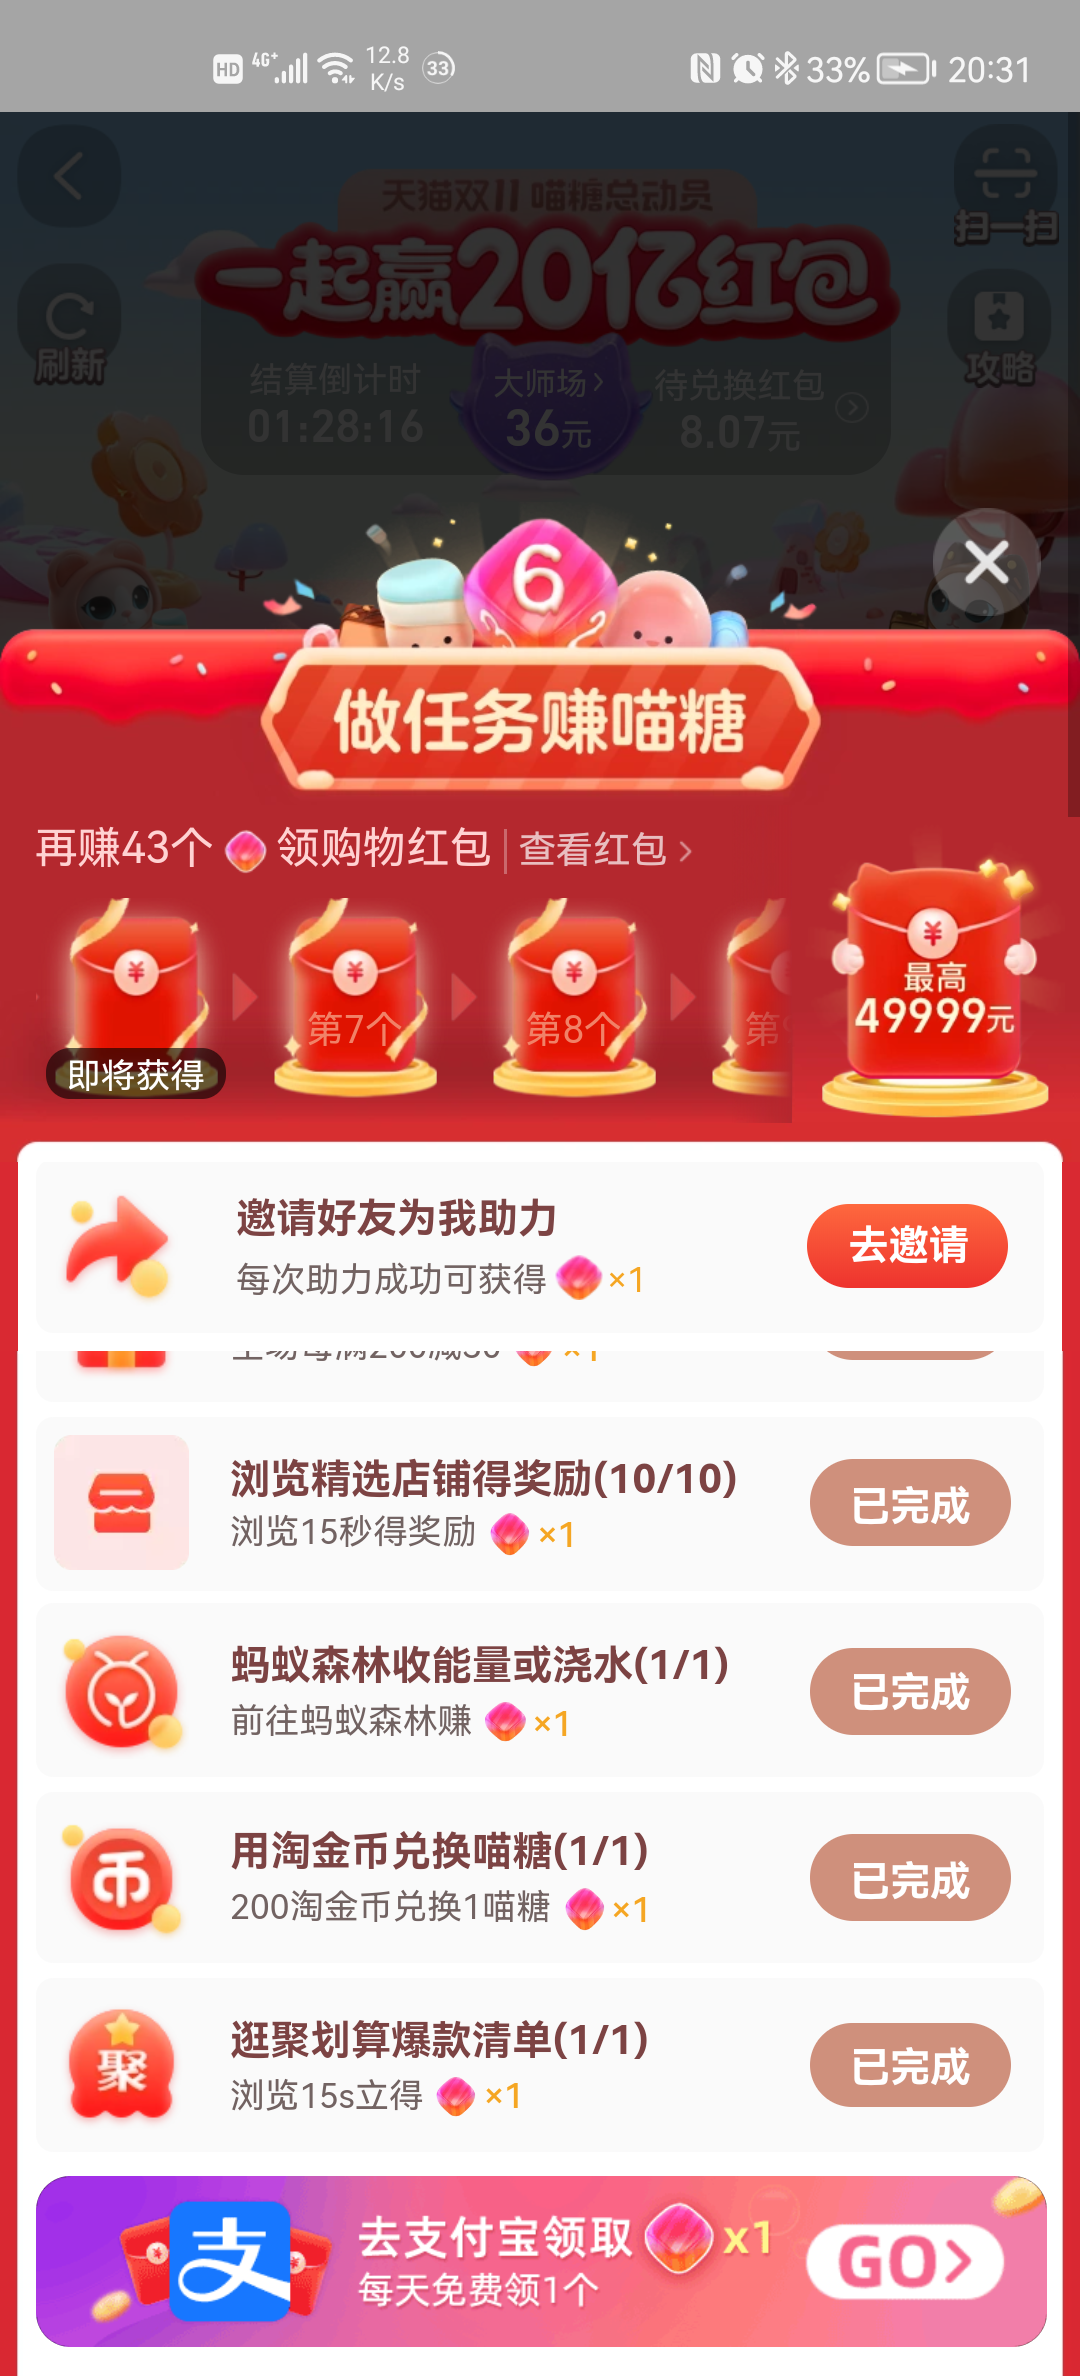 HD 4G+ 12.8 K/s 33 33% 20:31
天猫双11 喵糖总动员
扫一扫
一起赢20亿红包
刷新
攻略
结算倒计时
01:28:16
大师场>
36元
待兑换红包
8.07元
6
做任务赚喵糖
再赚43个 领购物红包 | 查看红包 >
即将获得
第7个
第8个
第
最高
49999元
邀请好友为我助力
每次助力成功可获得 ×1
去邀请
浏览精选店铺得奖励(10/10)
浏览15秒得奖励 ×1
已完成
蚂蚁森林收能量或浇水(1/1)
前往蚂蚁森林赚 ×1
已完成
用淘金币兑换喵糖(1/1)
200淘金币兑换1喵糖 ×1
已完成
聚
逛聚划算爆款清单(1/1)
浏览15s立得 ×1
已完成
支
去支付宝领取 x1
每天免费领1个
GO>